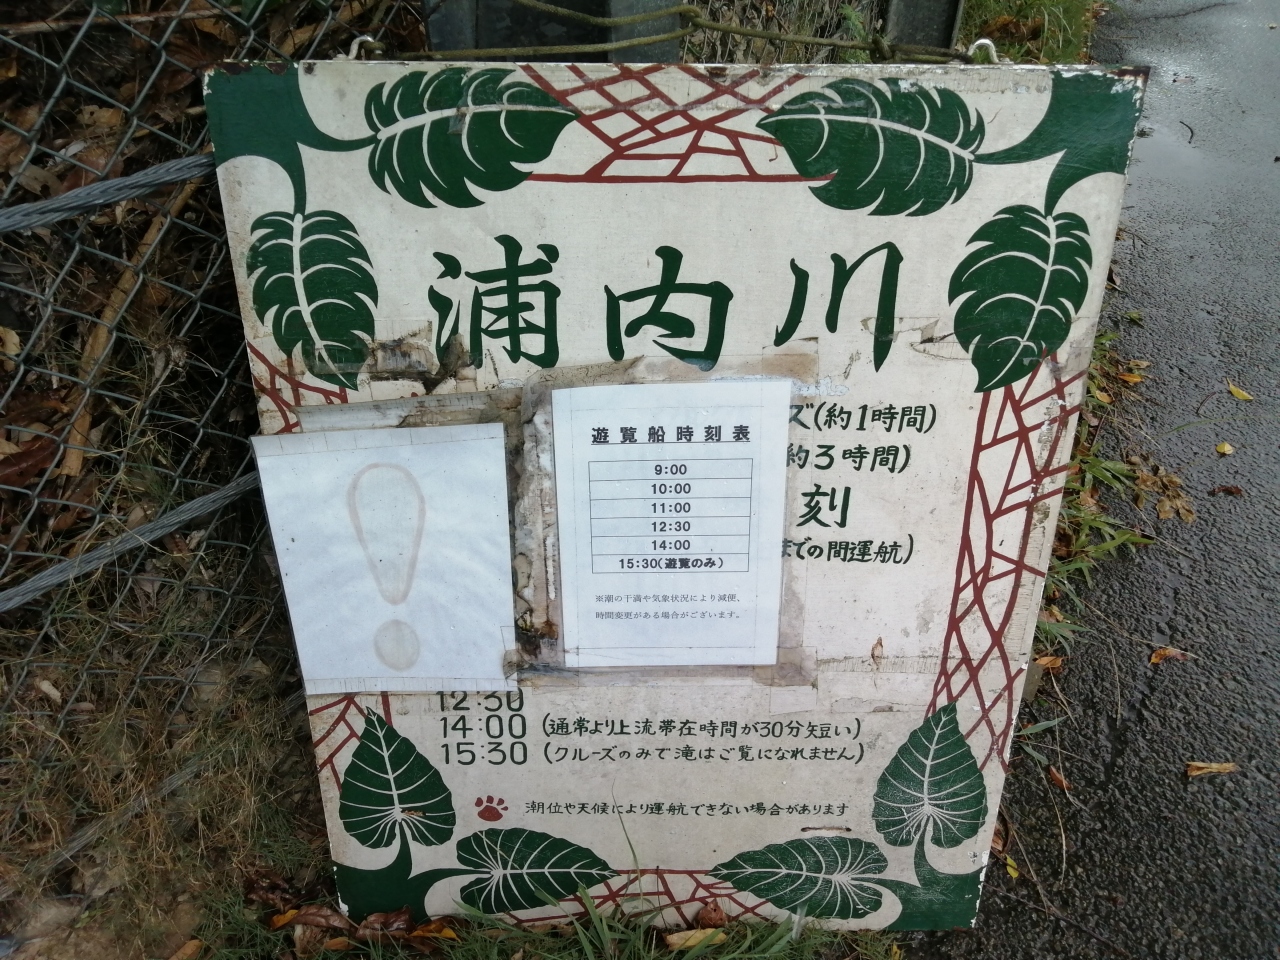 浦内川
ズ(約1時間)
約3時間)
刻
までの間運航)
遊覧船時刻表
9:00
10:00
11:00
12:30
14:00
15:30(遊覧のみ)
※潮の干満や気象状況により減便、
時間変更がある場合がございます。
12:30
14:00 (通常より上流滞在時間が30分短い)
15:30 (クルーズのみで滝はご覧になれません)
潮位や天候により運航できない場合があります